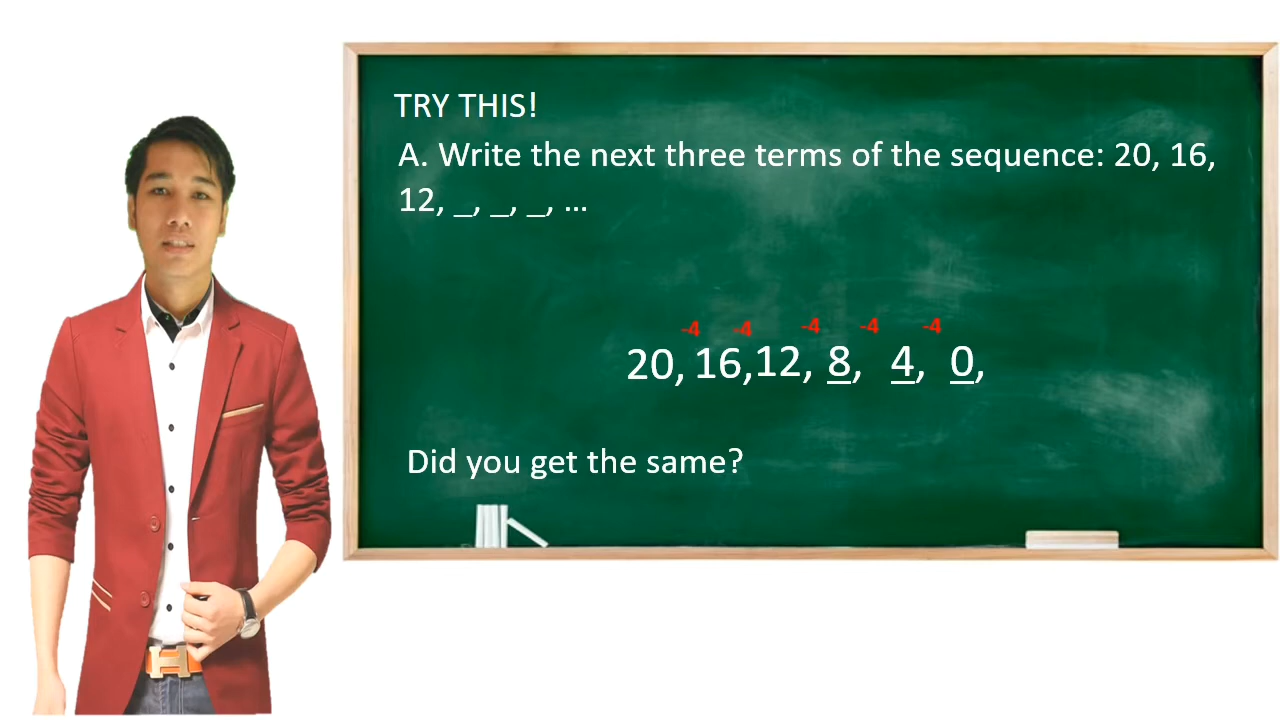 TRY THIS!
A. Write the next three terms of the sequence: 20, 16,
12, _, _, _, ...
-4 -4 -4 -4 -4
20, 16, 12, 8, 4, 0,
Did you get the same?